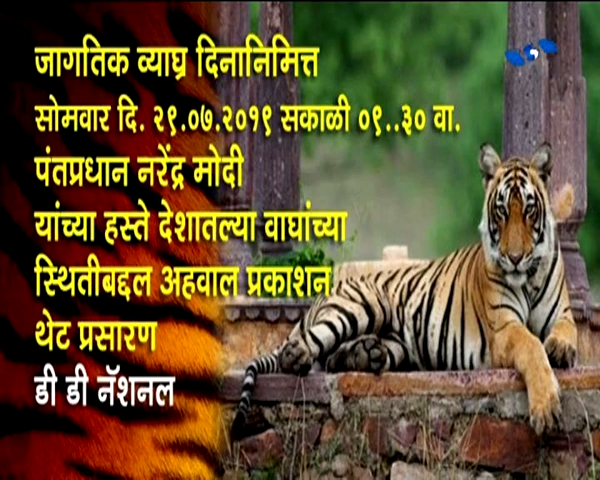 जागतिक व्याघ्र दिनानिमित्त
सोमवार दि. २९.०७.२०१९ सकाळी ०९..३० वा.
पंतप्रधान नरेंद्र मोदी
यांच्या हस्ते देशातल्या वाघांच्या
स्थितीबद्दल अहवाल प्रकाशन
थेट प्रसारण
डी डी नॅशनल